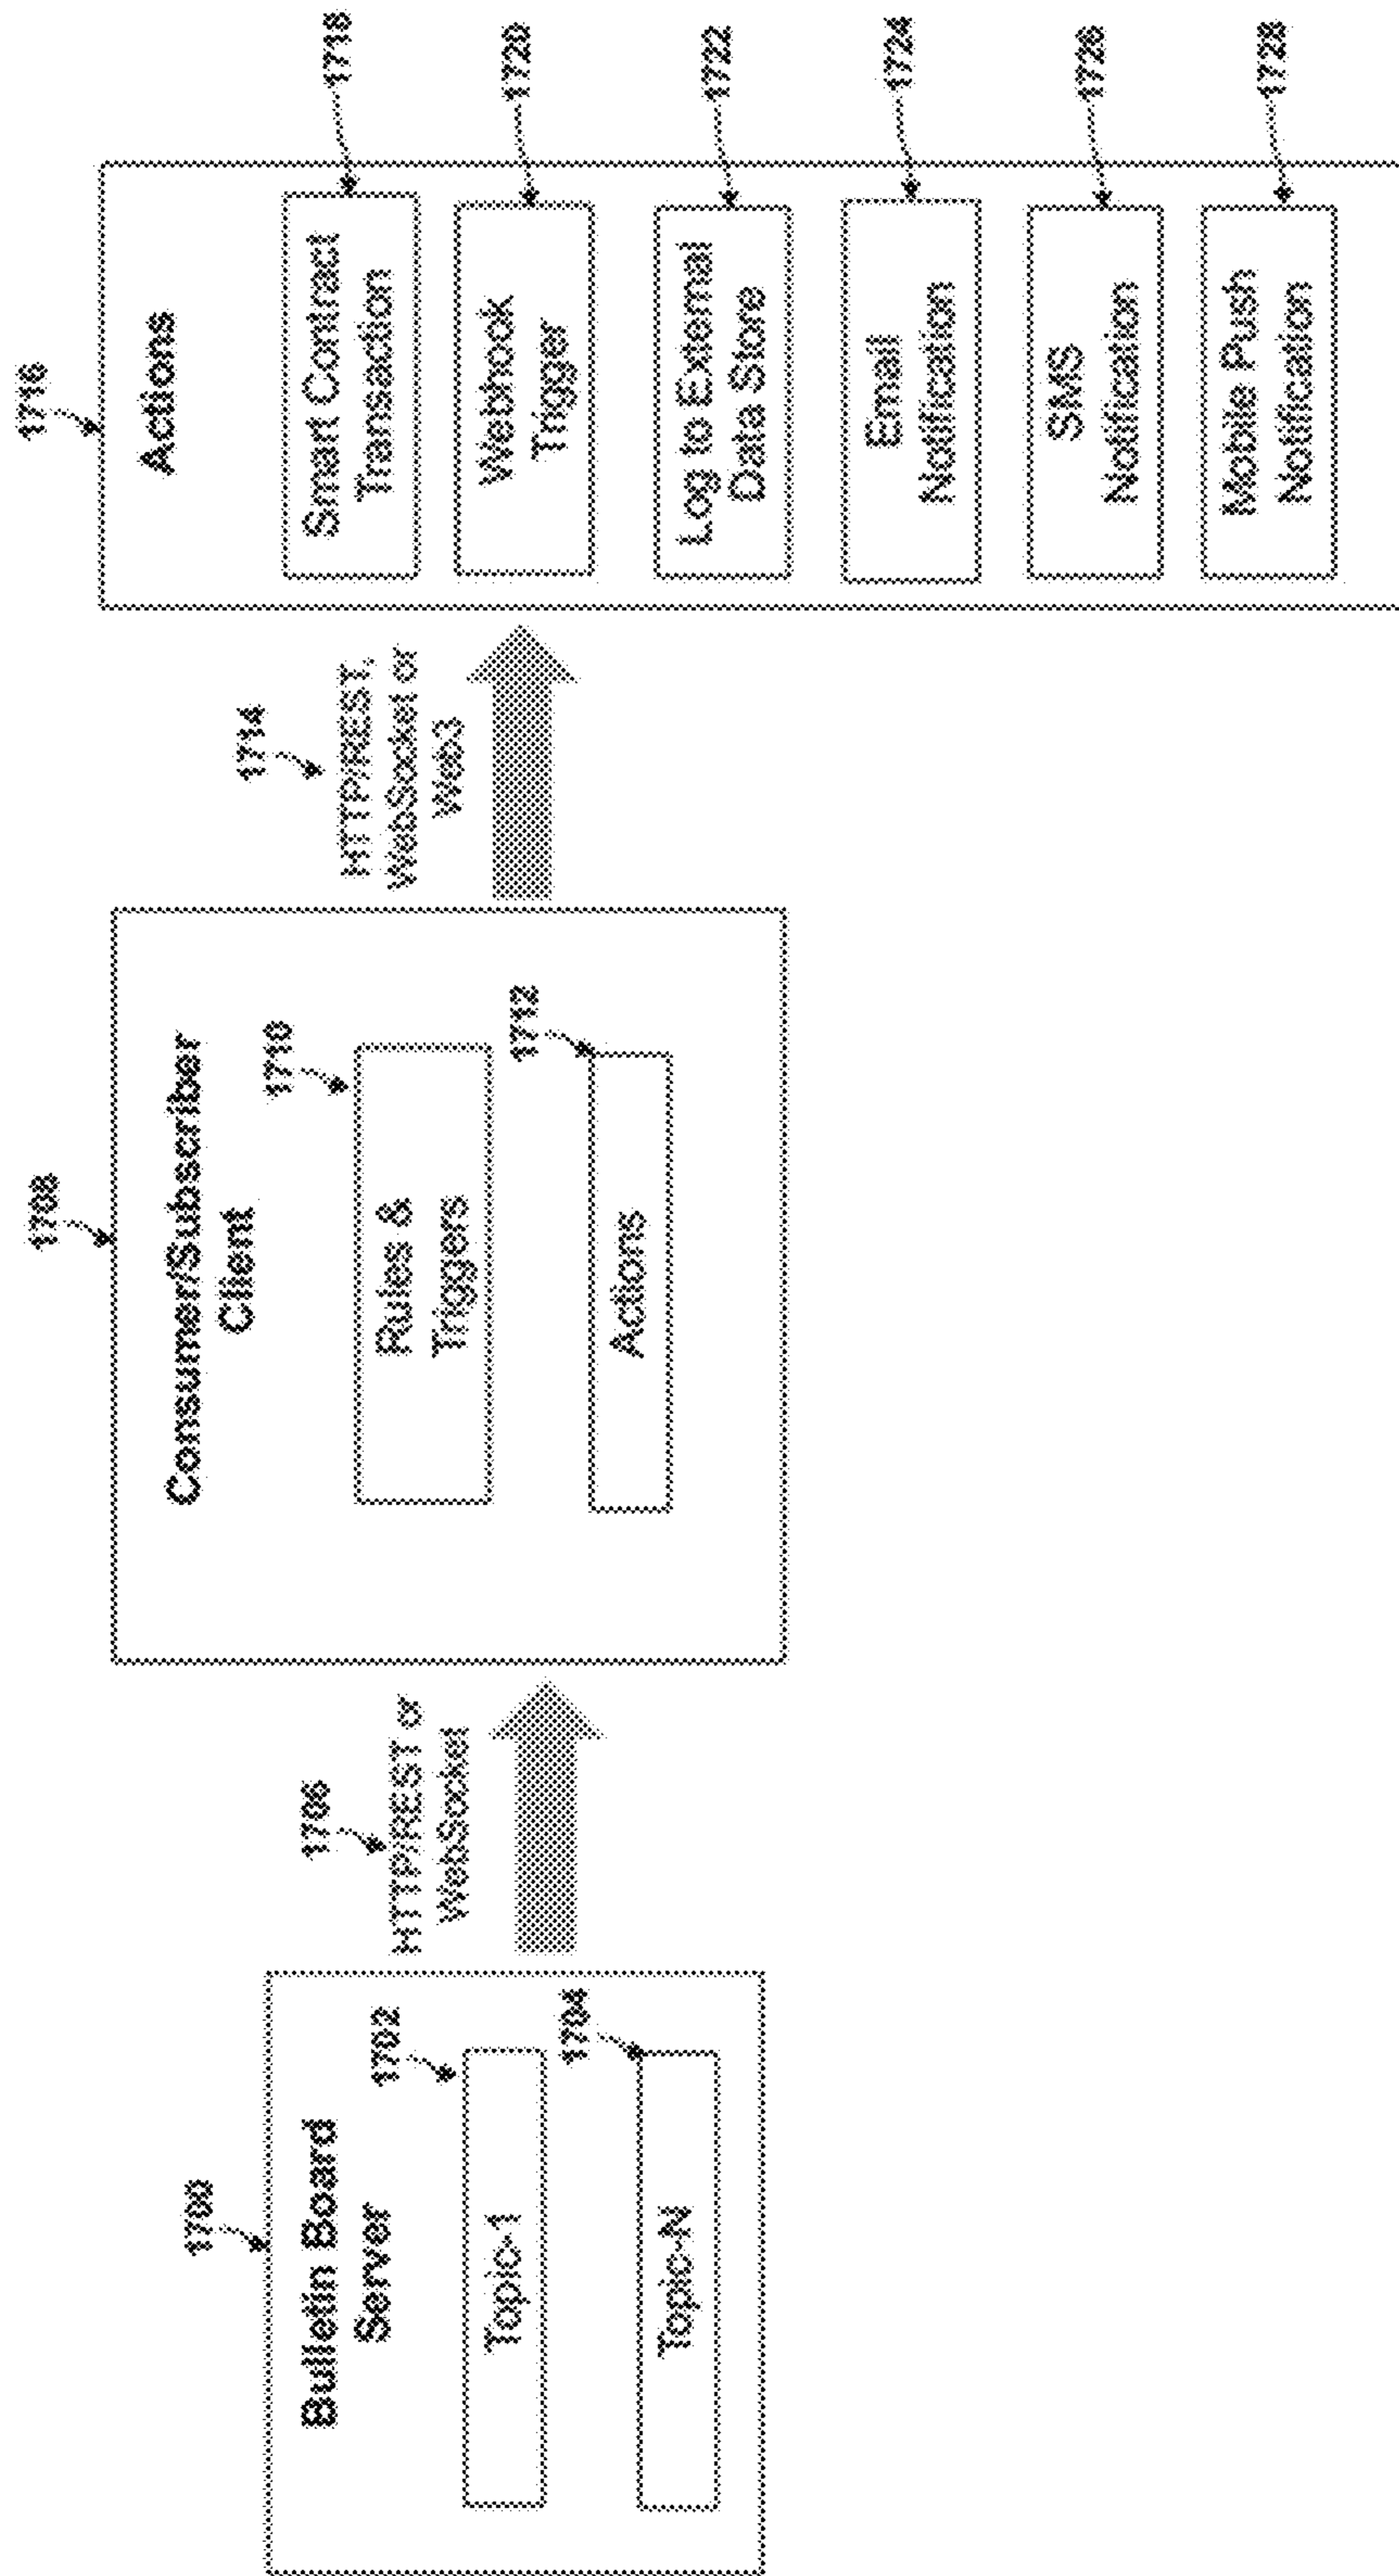 1700
Bulletin Board
Server
1702
Topic-1
1704
Topic-N
1706
HTTP/REST or
WebSocket
1708
Consumer/Subscriber
Client
1710
Rules &
Triggers
1712
Actions
1714
HTTP/REST,
WebSocket or
Web3
1716
Actions
Smart Contract
Transaction
1718
Webhook
Trigger
1720
Log to External
Data Store
1722
Email
Notification
1724
SMS
Notification
1726
Mobile Push
Notification
1728